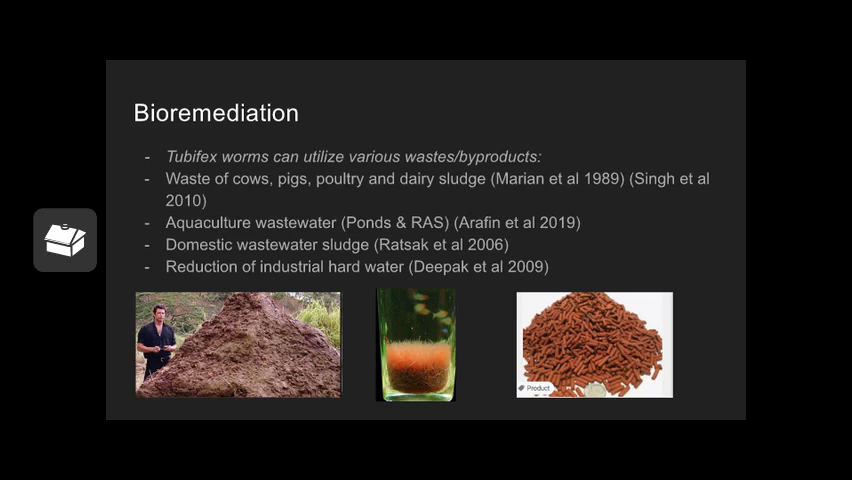 Bioremediation
- Tubifex worms can utilize various wastes/byproducts:
- Waste of cows, pigs, poultry and dairy sludge (Marian et al 1989) (Singh et al
2010)
- Aquaculture wastewater (Ponds & RAS) (Arafin et al 2019)
- Domestic wastewater sludge (Ratsak et al 2006)
- Reduction of industrial hard water (Deepak et al 2009)
Product